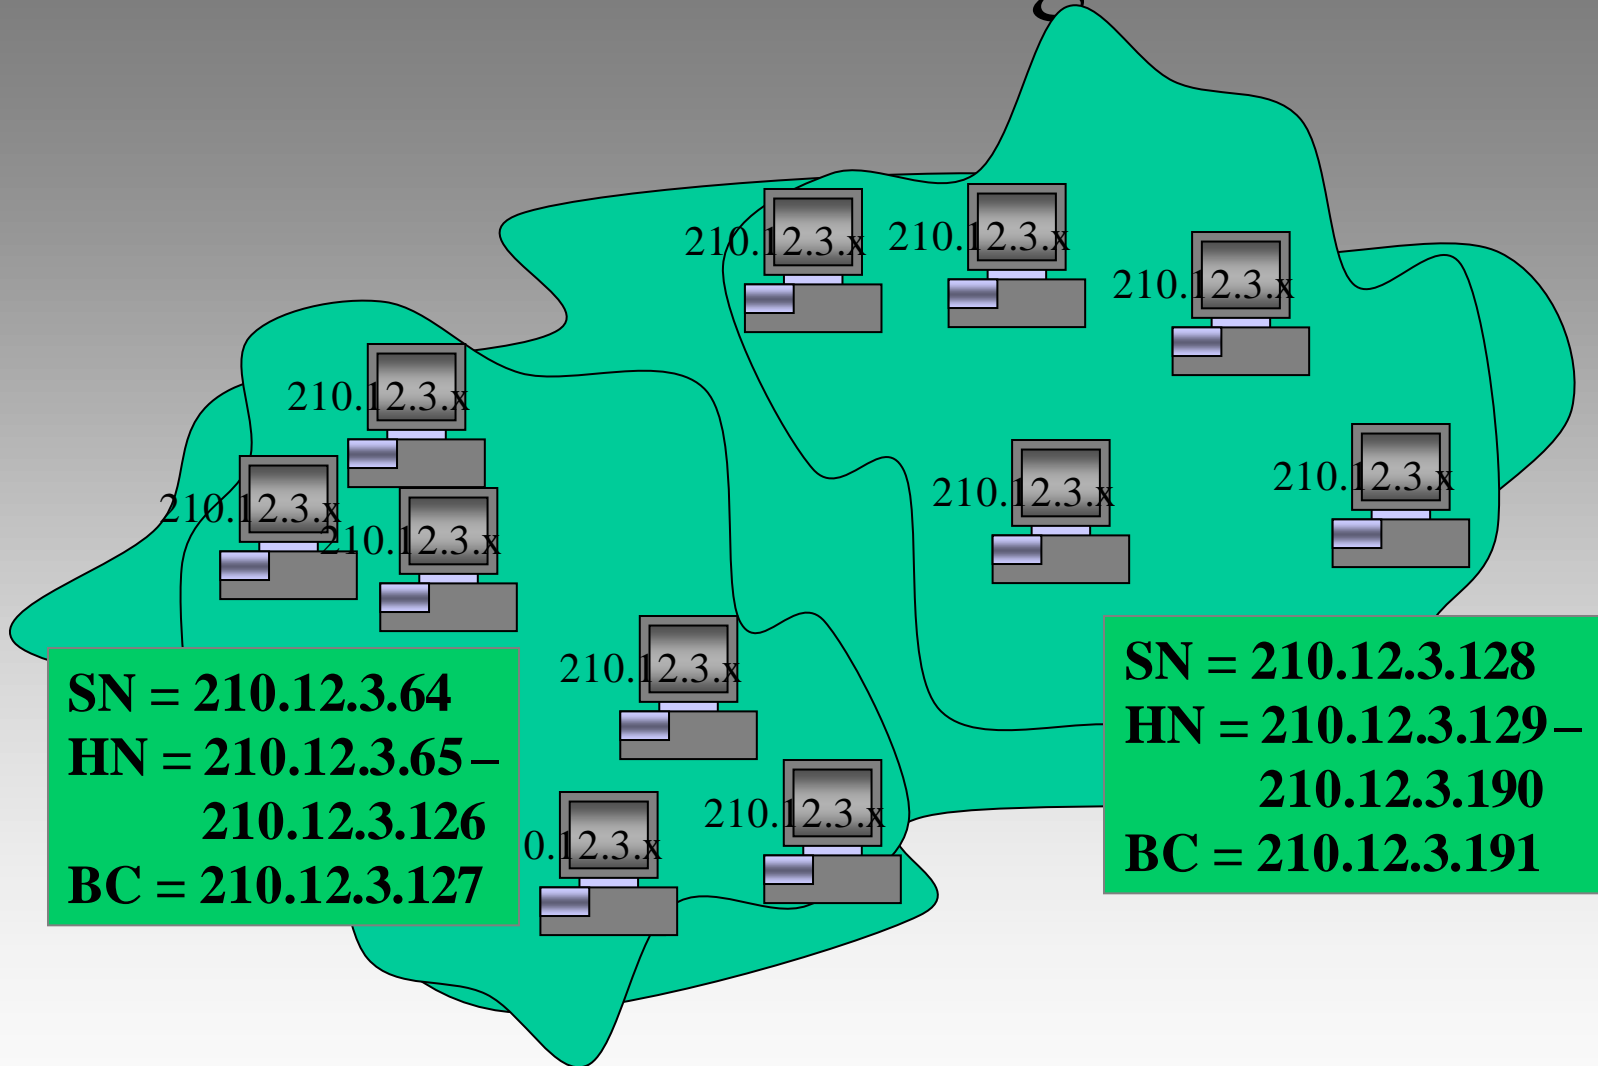 210.12.3.x
210.12.3.x
210.12.3.x
210.12.3.x
210.12.3.x
210.12.3.x
210.12.3.x
210.12.3.x
210.12.3.x
210.12.3.x
210.12.3.x
0.12.3.x
SN = 210.12.3.64
HN = 210.12.3.65 –
210.12.3.126
BC = 210.12.3.127
SN = 210.12.3.128
HN = 210.12.3.129 –
210.12.3.190
BC = 210.12.3.191